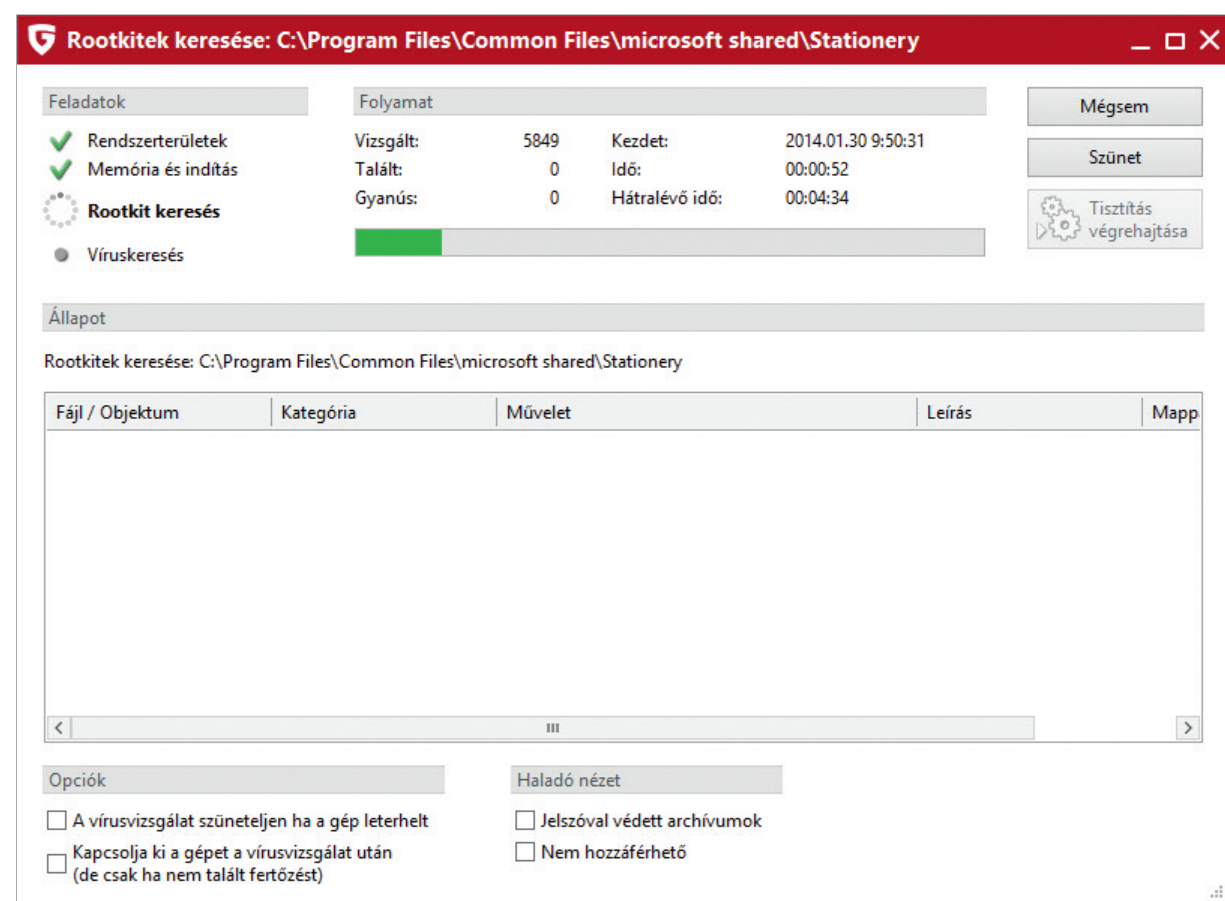 Rootkitek keresése: C:\Program Files\Common Files\microsoft shared\Stationery
Feladatok
Rendszerterületek
Memória és indítás
Rootkit keresés
Víruskeresés
Folyamat
Vizsgált: 5849 Kezdet: 2014.01.30 9:50:31
Talált: 0 Idő: 00:00:52
Gyanús: 0 Hátralévő idő: 00:04:34
Mégsem
Szünet
Tisztítás
végrehajtása
Állapot
Rootkitek keresése: C:\Program Files\Common Files\microsoft shared\Stationery
Fájl / Objektum Kategória Művelet Leírás Mapp
Opciók
A vírusvizsgálat szüneteljen ha a gép leterhelt
Kapcsolja ki a gépet a vírusvizsgálat után
(de csak ha nem talált fertőzést)
Haladó nézet
Jelszóval védett archívumok
Nem hozzáférhető